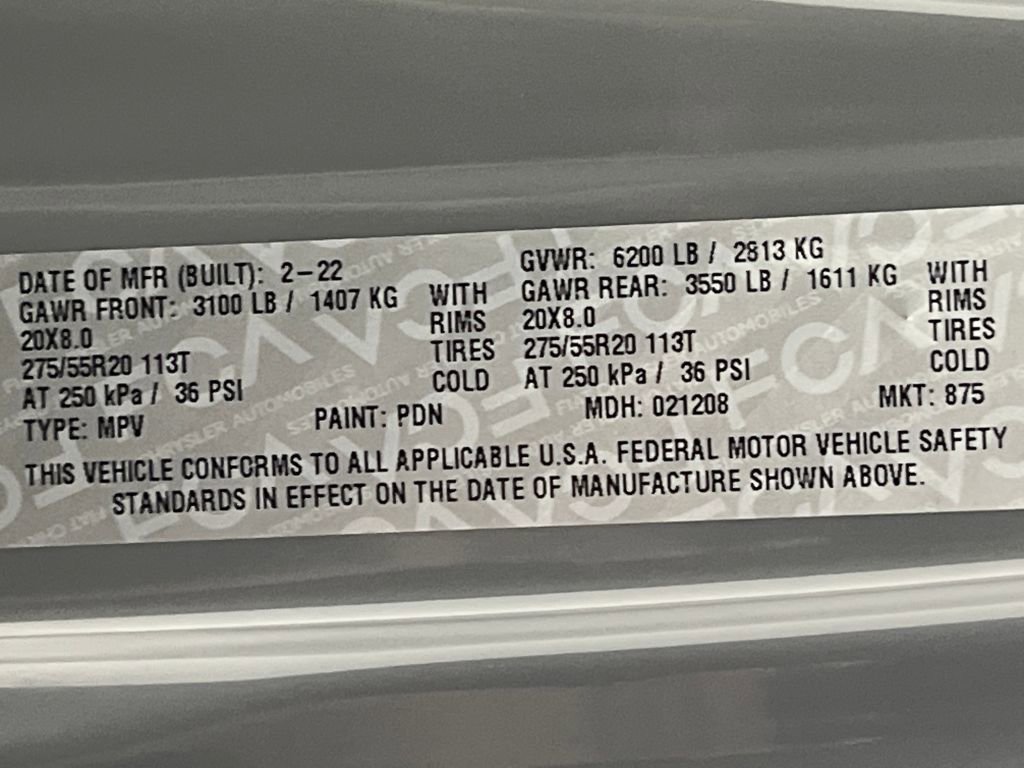 DATE OF MFR (BUILT): 2-22 GVWR: 6200 LB / 2813 KG
GAWR FRONT: 3100 LB / 1407 KG WITH GAWR REAR: 3550 LB / 1611 KG WITH
20X8.0 RIMS 20X8.0 RIMS
275/55R20 113T TIRES 275/55R20 113T TIRES
AT 250 kPa / 36 PSI COLD AT 250 kPa / 36 PSI COLD
TYPE: MPV PAINT: PDN MDH: 021208 MKT: 875
THIS VEHICLE CONFORMS TO ALL APPLICABLE U.S.A. FEDERAL MOTOR VEHICLE SAFETY
STANDARDS IN EFFECT ON THE DATE OF MANUFACTURE SHOWN ABOVE.